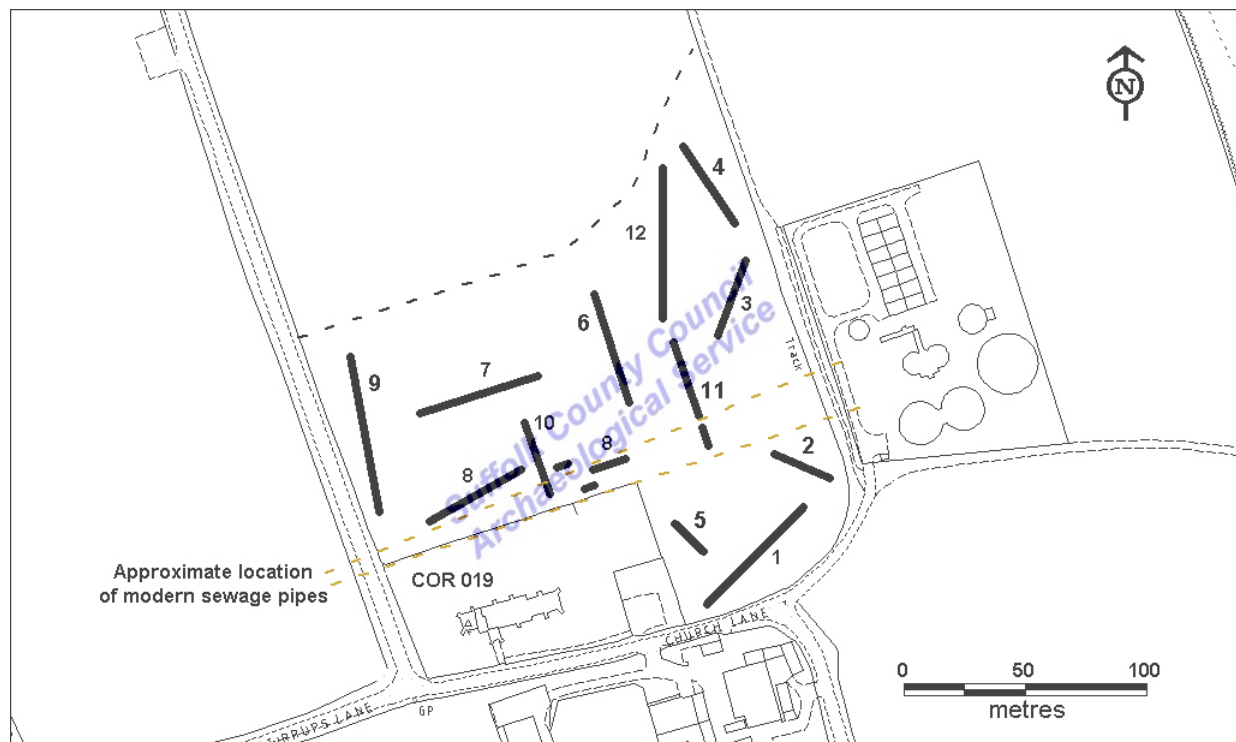 N
4
12
3
6
Track
7
9
11
10
8
8
2
5
1
Suffolk County Council
Archaeological Service
Approximate location
of modern sewage pipes
COR 019
CHURCH LANE
GP
0 50 100
metres